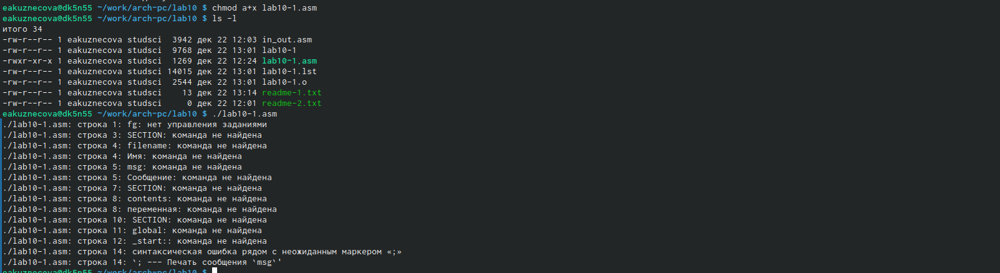 eakuznecova@dk5n55 ~/work/arch-pc/lab10 $ chmod a+x lab10-1.asm
eakuznecova@dk5n55 ~/work/arch-pc/lab10 $ ls -l
итого 34
-rw-r--r-- 1 eakuznecova studsci  3942 дек 22 12:03 in_out.asm
-rw-r--r-- 1 eakuznecova studsci  9768 дек 22 13:01 lab10-1
-rwxr-xr-x 1 eakuznecova studsci  1269 дек 22 12:24 lab10-1.asm
-rw-r--r-- 1 eakuznecova studsci 14015 дек 22 13:01 lab10-1.lst
-rw-r--r-- 1 eakuznecova studsci  2544 дек 22 13:01 lab10-1.o
-rw-r--r-- 1 eakuznecova studsci    13 дек 22 13:14 readme-1.txt
-rw-r--r-- 1 eakuznecova studsci     0 дек 22 12:01 readme-2.txt
eakuznecova@dk5n55 ~/work/arch-pc/lab10 $ ./lab10-1.asm
./lab10-1.asm: строка 1: fg: нет управления заданиями
./lab10-1.asm: строка 3: SECTION: команда не найдена
./lab10-1.asm: строка 4: filename: команда не найдена
./lab10-1.asm: строка 4: Имя: команда не найдена
./lab10-1.asm: строка 5: msg: команда не найдена
./lab10-1.asm: строка 5: Сообщение: команда не найдена
./lab10-1.asm: строка 7: SECTION: команда не найдена
./lab10-1.asm: строка 8: contents: команда не найдена
./lab10-1.asm: строка 8: переменная: команда не найдена
./lab10-1.asm: строка 10: SECTION: команда не найдена
./lab10-1.asm: строка 11: global: команда не найдена
./lab10-1.asm: строка 12: _start:: команда не найдена
./lab10-1.asm: строка 14: синтаксическая ошибка рядом с неожиданным маркером «;»
./lab10-1.asm: строка 14: `; --- Печать сообщения `msg`'
eakuznecova@dk5n55 ~/work/arch-pc/lab10 $